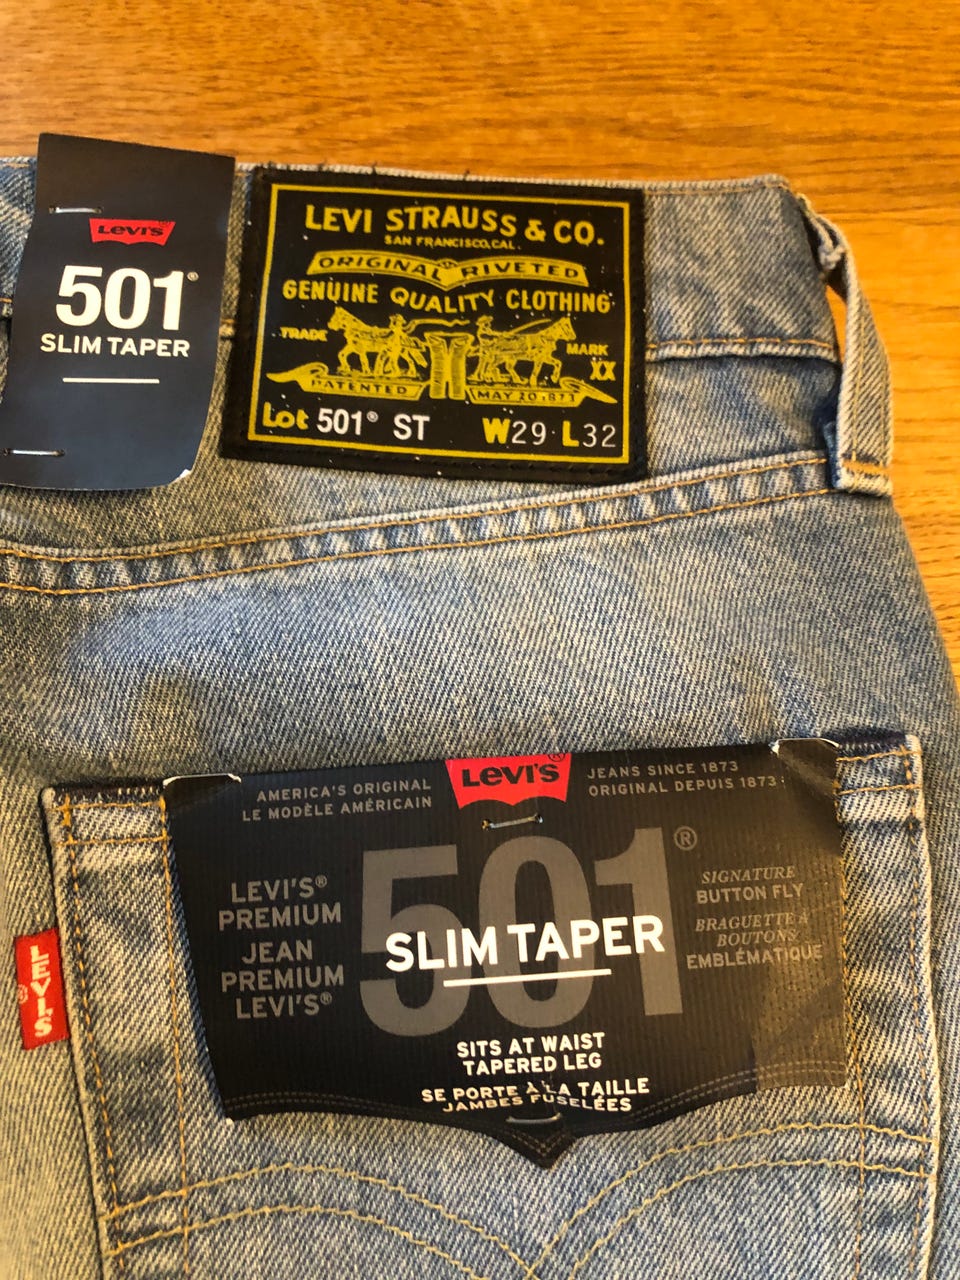 Levi's
501®
SLIM TAPER
LEVI STRAUSS & CO.
SAN FRANCISCO, CAL.
ORIGINAL RIVETED
GENUINE QUALITY CLOTHING
TRADE MARK
XX
PATENTED MAY 20 1873
Lot 501® ST W29 L32
AMERICA'S ORIGINAL
LE MODÈLE AMÉRICAIN
LEVI'S®
JEANS SINCE 1873
ORIGINAL DEPUIS 1873
501®
LEVI'S®
PREMIUM
JEAN
PREMIUM
LEVI'S®
SLIM TAPER
SIGNATURE
BUTTON FLY
BRAGUETTE À
BOUTONS
EMBLÉMATIQUE
SITS AT WAIST
TAPERED LEG
SE PORTE À LA TAILLE
JAMBES FUSELÉES
LEVI'S
®